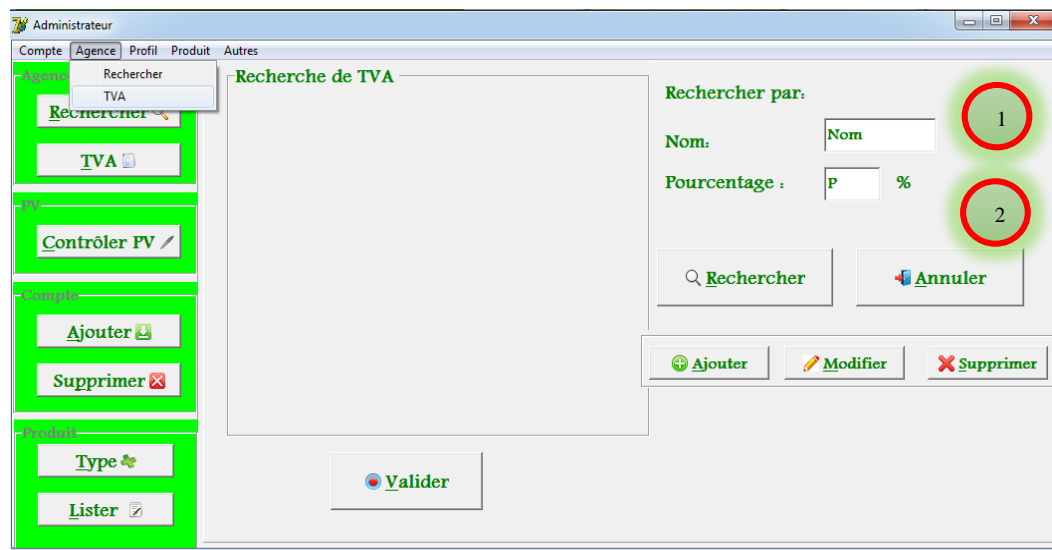 Administrateur
Compte Agence Profil Produit Autres
Rechercher
TVA
Agence
Rechercher
TVA
PV
Contrôler PV
Compte
Ajouter
Supprimer
Produit
Type
Lister
Recherche de TVA
Valider
Rechercher par:
Nom: Nom
1
Pourcentage : P %
2
Rechercher Annuler
Ajouter Modifier Supprimer